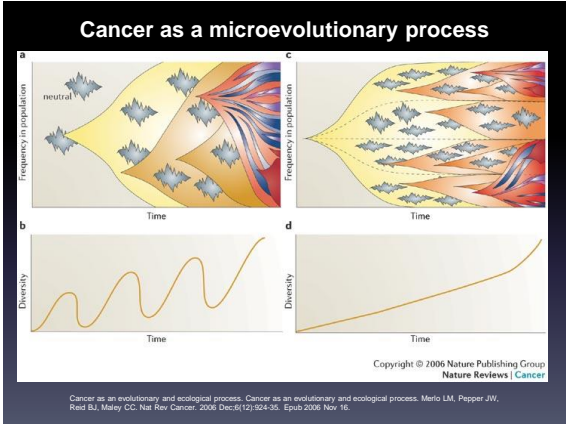 Cancer as a microevolutionary process
a
neutral
Frequency in population
Time
c
Frequency in population
Time
b
Diversity
Time
d
Diversity
Time
Copyright © 2006 Nature Publishing Group
Nature Reviews | Cancer
Cancer as an evolutionary and ecological process. Cancer as an evolutionary and ecological process. Merlo LM, Pepper JW,
Reid BJ, Maley CC. Nat Rev Cancer. 2006 Dec;6(12):924-35. Epub 2006 Nov 16.